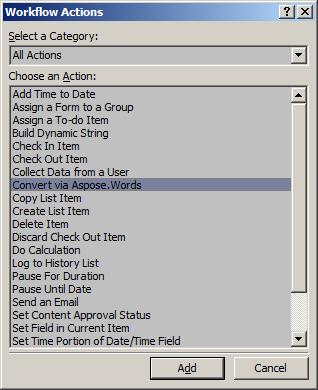 Workflow Actions
Select a Category:
All Actions
Choose an Action:
Add Time to Date
Assign a Form to a Group
Assign a To-do Item
Build Dynamic String
Check In Item
Check Out Item
Collect Data from a User
Convert via Aspose.Words
Copy List Item
Create List Item
Delete Item
Discard Check Out Item
Do Calculation
Log to History List
Pause For Duration
Pause Until Date
Send an Email
Set Content Approval Status
Set Field in Current Item
Set Time Portion of Date/Time Field
Add Cancel